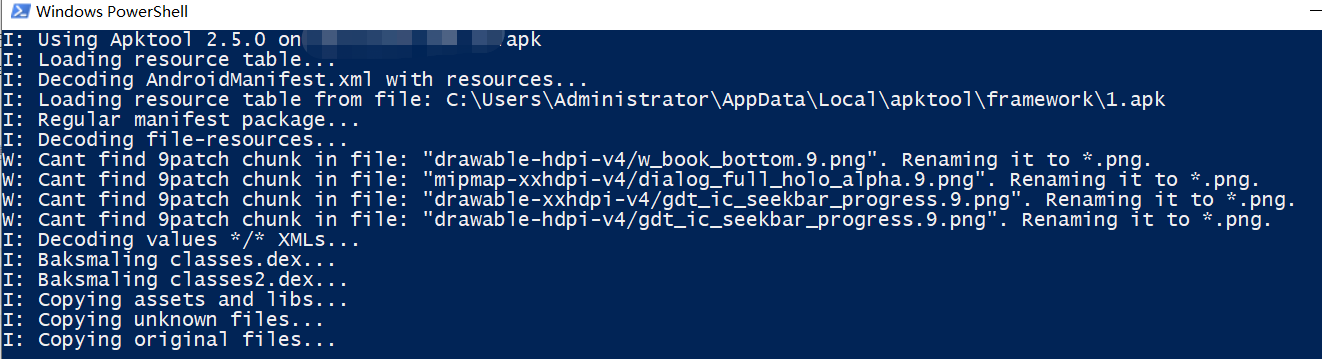 Windows PowerShell
I: Using Apktool 2.5.0 on apk
I: Loading resource table...
I: Decoding AndroidManifest.xml with resources...
I: Loading resource table from file: C:\Users\Administrator\AppData\Local\apktool\framework\1.apk
I: Regular manifest package...
I: Decoding file-resources...
W: Cant find 9patch chunk in file: "drawable-hdpi-v4/w_book_bottom.9.png". Renaming it to *.png.
W: Cant find 9patch chunk in file: "mipmap-xxhdpi-v4/dialog_full_holo_alpha.9.png". Renaming it to *.png.
W: Cant find 9patch chunk in file: "drawable-xxhdpi-v4/gdt_ic_seekbar_progress.9.png". Renaming it to *.png.
W: Cant find 9patch chunk in file: "drawable-hdpi-v4/gdt_ic_seekbar_progress.9.png". Renaming it to *.png.
I: Decoding values */* XMLs...
I: Baksmaling classes.dex...
I: Baksmaling classes2.dex...
I: Copying assets and libs...
I: Copying unknown files...
I: Copying original files...